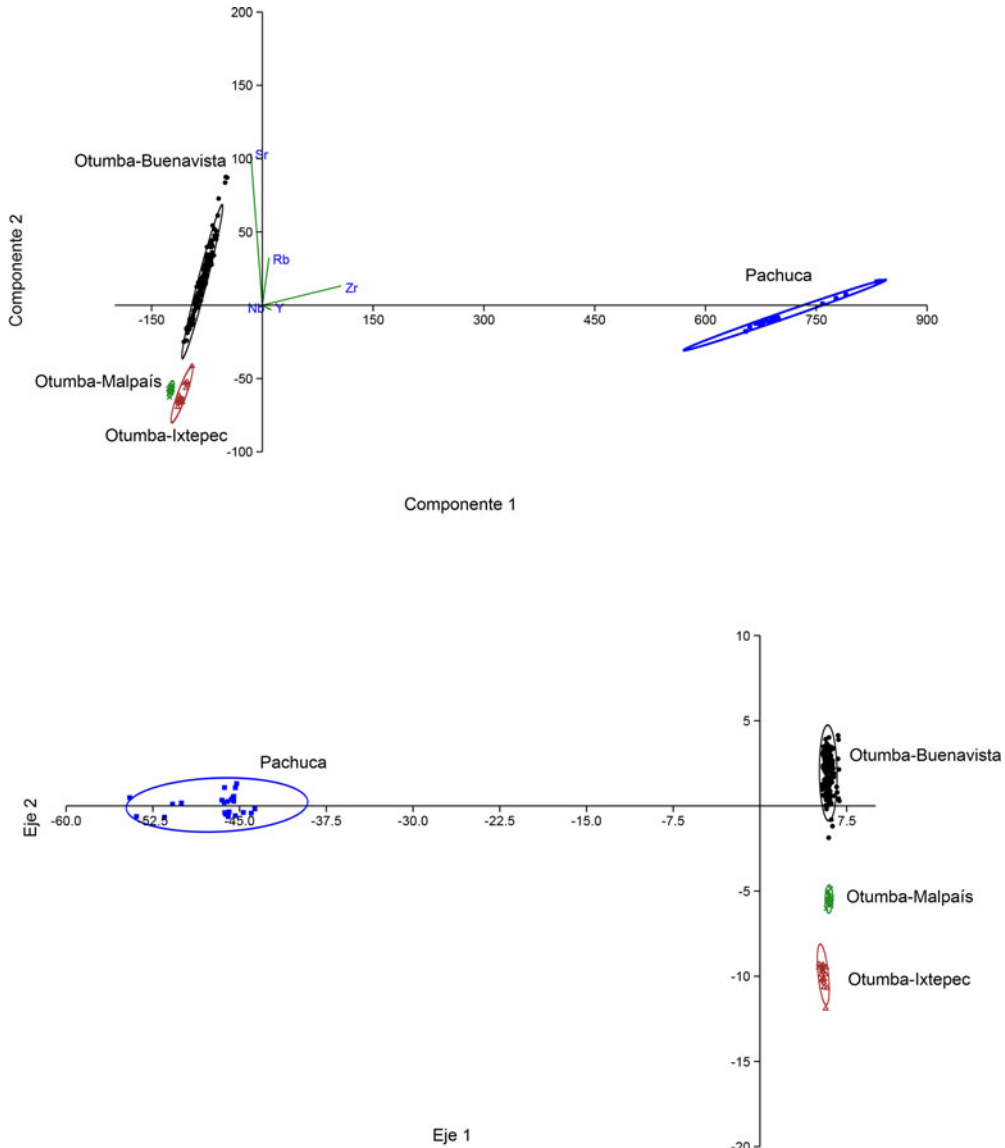 200
150
Otumba-Buenavista
100
Sr
50
Componente 2
Rb
Pachuca
Zr
Nb Y
-150
150
300
450
600
750
900
Otumba-Malpaís
-50
Otumba-Ixtepec
-100
Componente 1
10
5
Otumba-Buenavista
Pachuca
Eje 2
-60.0
-52.5
-45.0
-37.5
-30.0
-22.5
-15.0
-7.5
7.5
-5
Otumba-Malpaís
-10
Otumba-Ixtepec
-15
Eje 1
-20